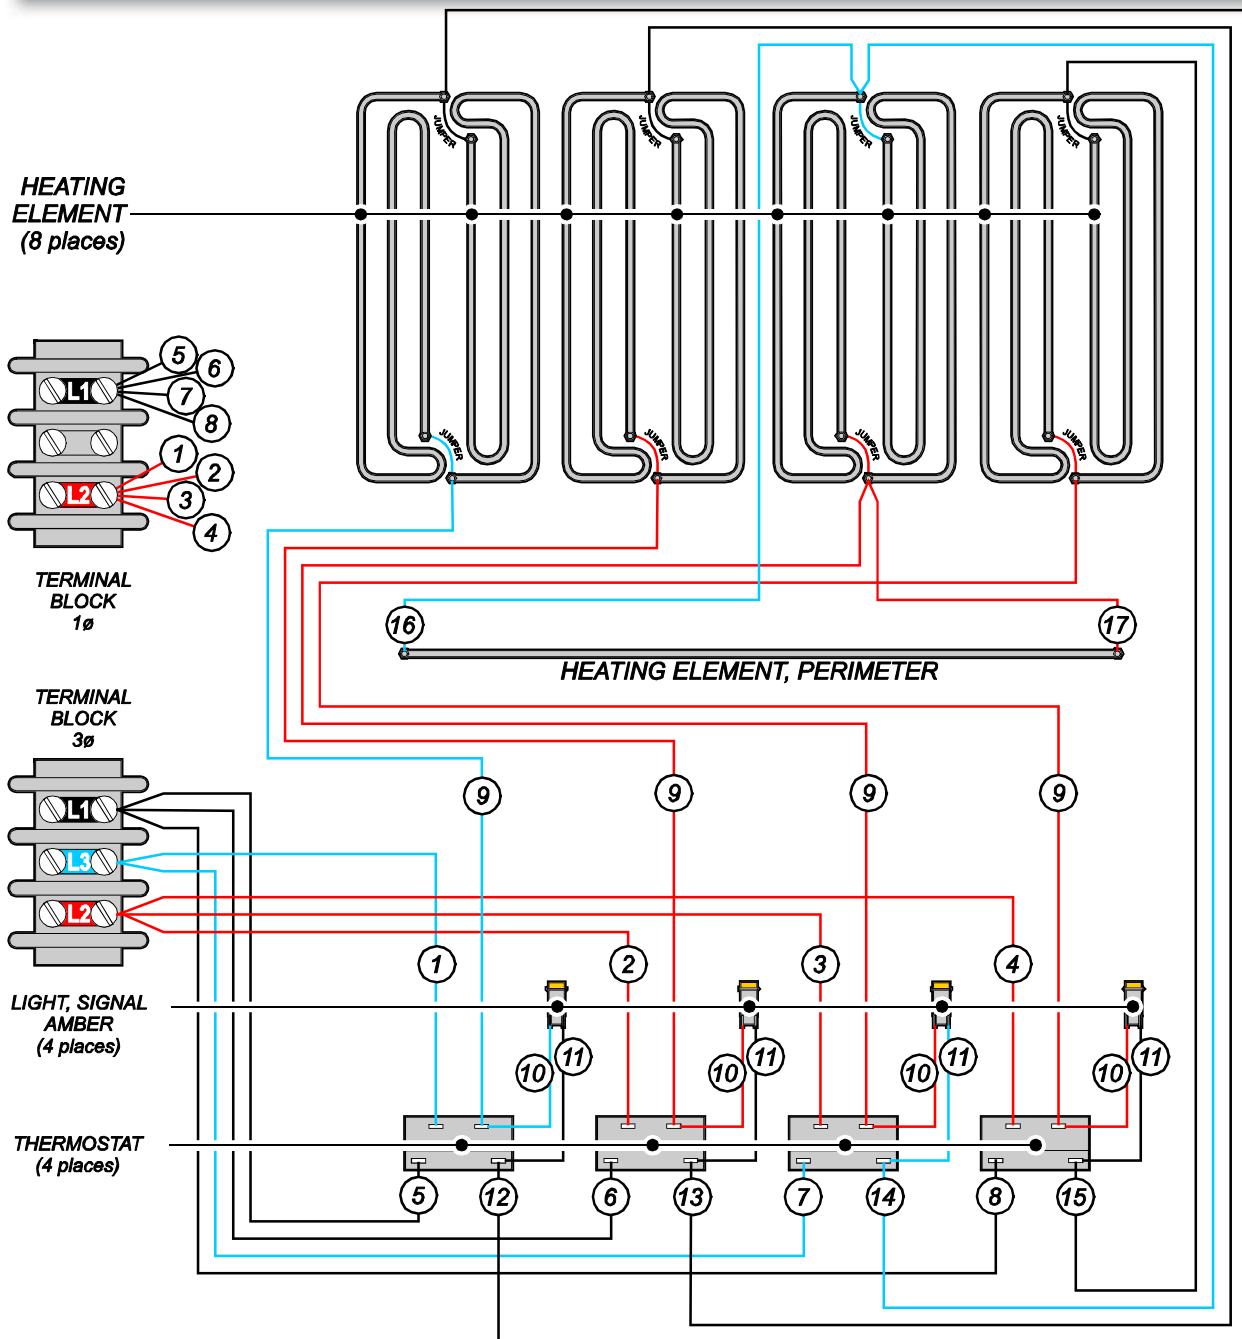 JUMPER JUMPER JUMPER JUMPER
HEATING
ELEMENT
(8 places)
L1
5
6
7
8
L2
1
2
3
4
JUMPER JUMPER JUMPER JUMPER
TERMINAL
BLOCK
1ø
16 17
HEATING ELEMENT, PERIMETER
TERMINAL
BLOCK
3ø
L1
L3
L2
9 9 9 9
1 2 3 4
LIGHT, SIGNAL
AMBER
(4 places)
10 11 10 11 10 11 10 11
THERMOSTAT
(4 places)
5 12 6 13 7 14 8 15